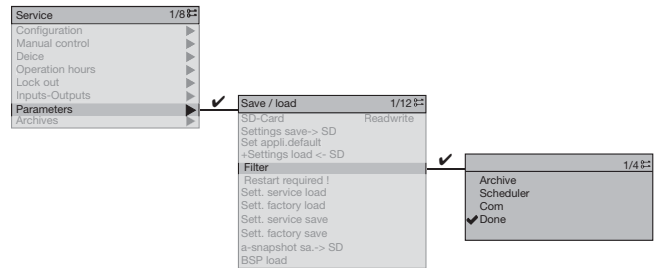 Service 1/8
Configuration
Manual control
Deice
Operation hours
Lock out
Inputs-Outputs
Parameters
Archives
Save / load 1/12
SD-Card Readwrite
Settings save-> SD
Set appli.default
+Settings load <- SD
Filter
Restart required !
Sett. service load
Sett. factory load
Sett. service save
Sett. factory save
a-snapshot sa.-> SD
BSP load
1/4
Archive
Scheduler
Com
Done